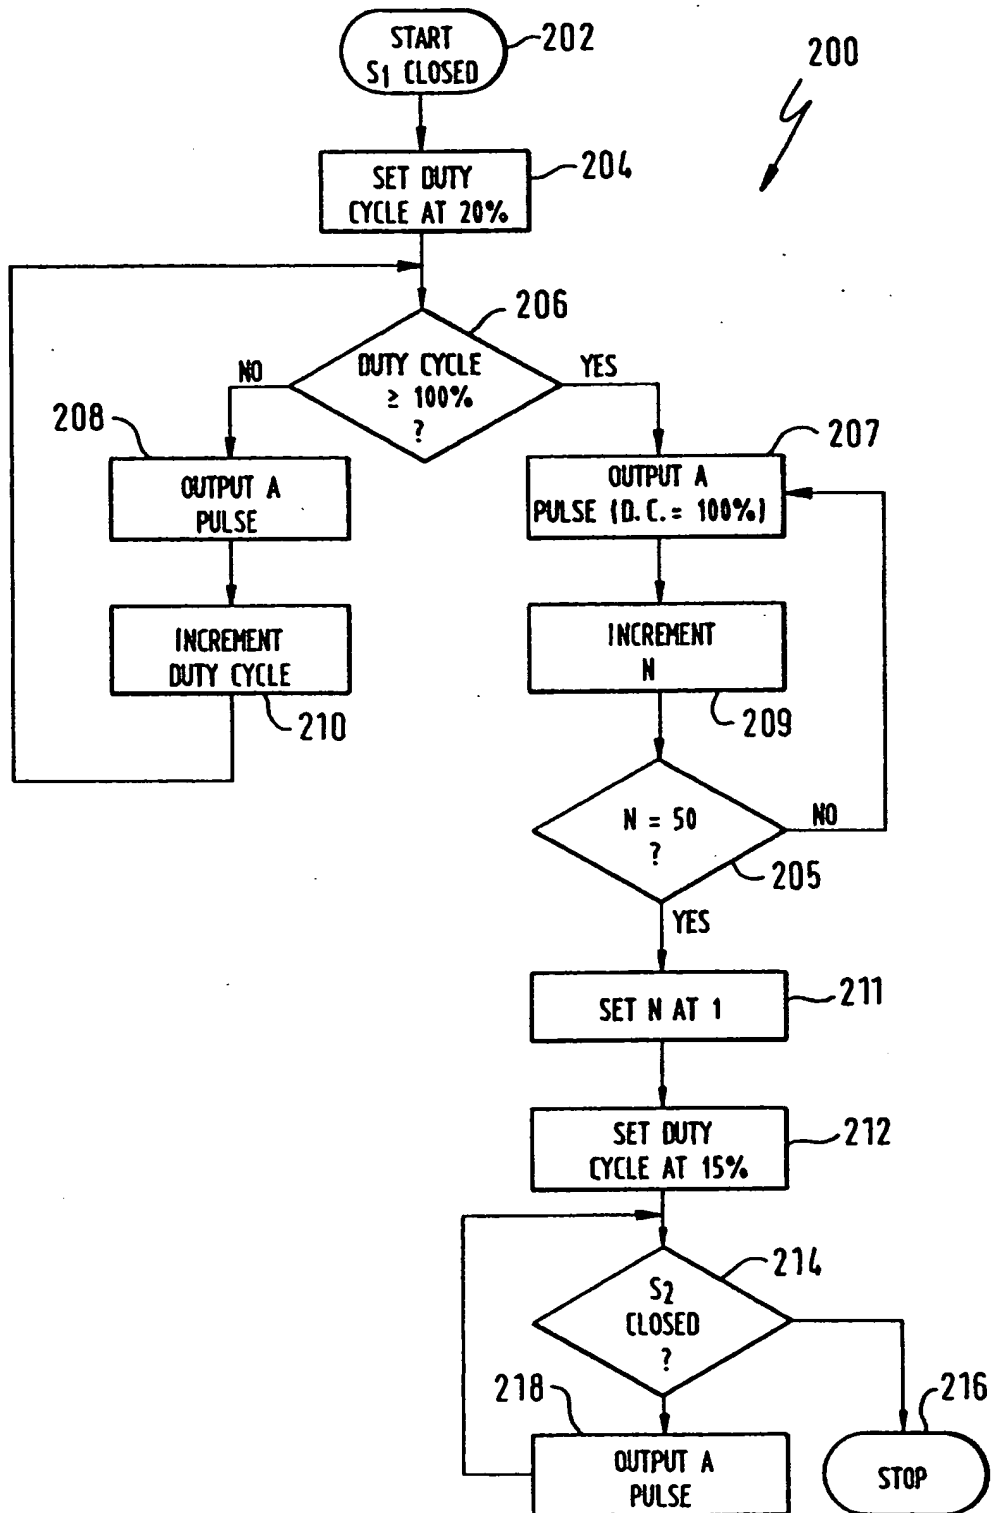 START
S1 CLOSED
202
200
SET DUTY
CYCLE AT 20%
204
206
DUTY CYCLE
≥ 100%
?
NO
YES
208
OUTPUT A
PULSE
207
OUTPUT A
PULSE (D.C.= 100%)
INCREMENT
DUTY CYCLE
210
INCREMENT
N
209
N = 50
?
NO
205
YES
SET N AT 1
211
SET DUTY
CYCLE AT 15%
212
S2
CLOSED
?
214
218
OUTPUT A
PULSE
216
STOP